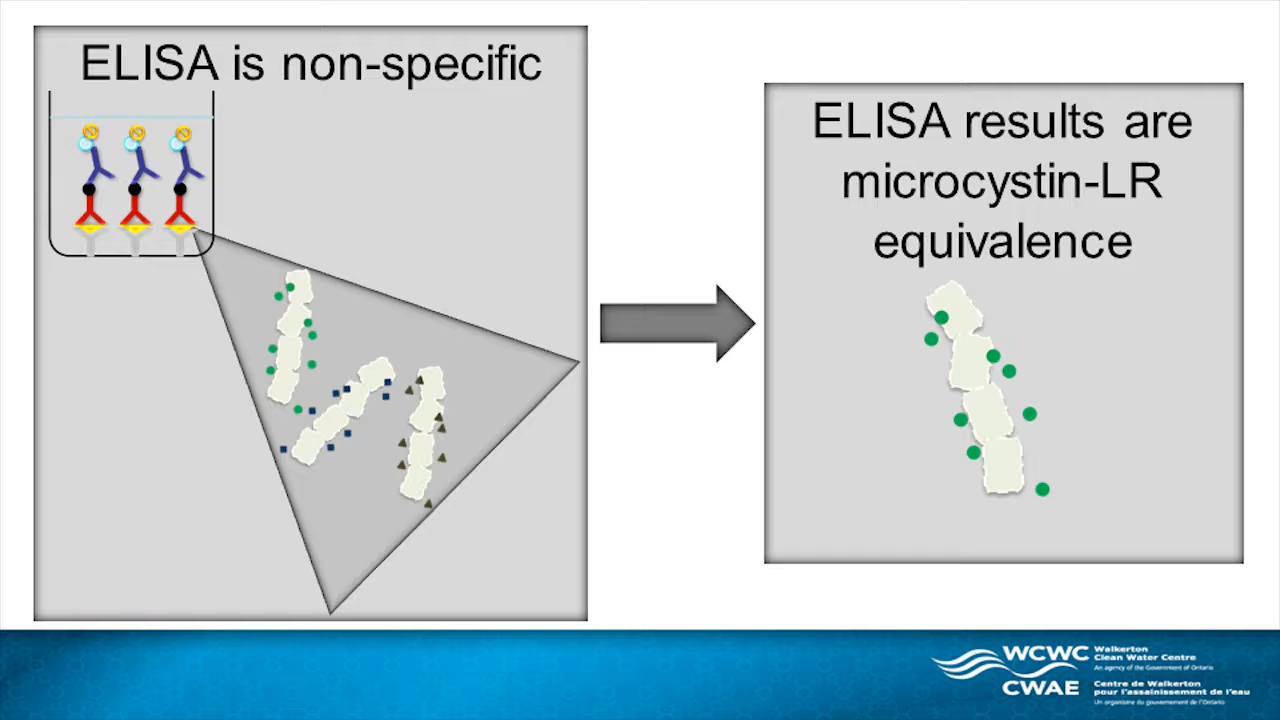 ELISA is non-specific
ELISA results are
microcystin-LR
equivalence
WCWC
Walkerton
Clean Water Centre
An agency of the Government of Ontario
CWAE
Centre de Walkerton
pour l'assainissement de l'eau
Un organisme du gouvernement de l'Ontario